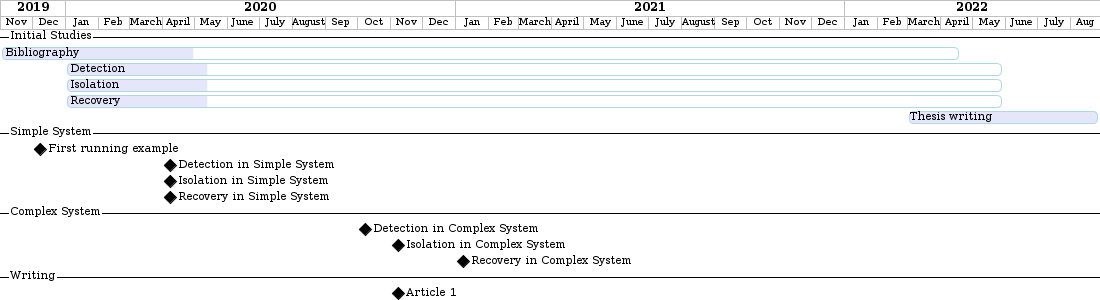 2019 2020 2021 2022
Nov Dec Jan Feb March April May June July August Sep Oct Nov Dec Jan Feb March April May June July August Sep Oct Nov Dec Jan Feb March April May June July Aug
Initial Studies
Bibliography
Detection
Isolation
Recovery
Thesis writing
Simple System
First running example
Detection in Simple System
Isolation in Simple System
Recovery in Simple System
Complex System
Detection in Complex System
Isolation in Complex System
Recovery in Complex System
Writing
Article 1